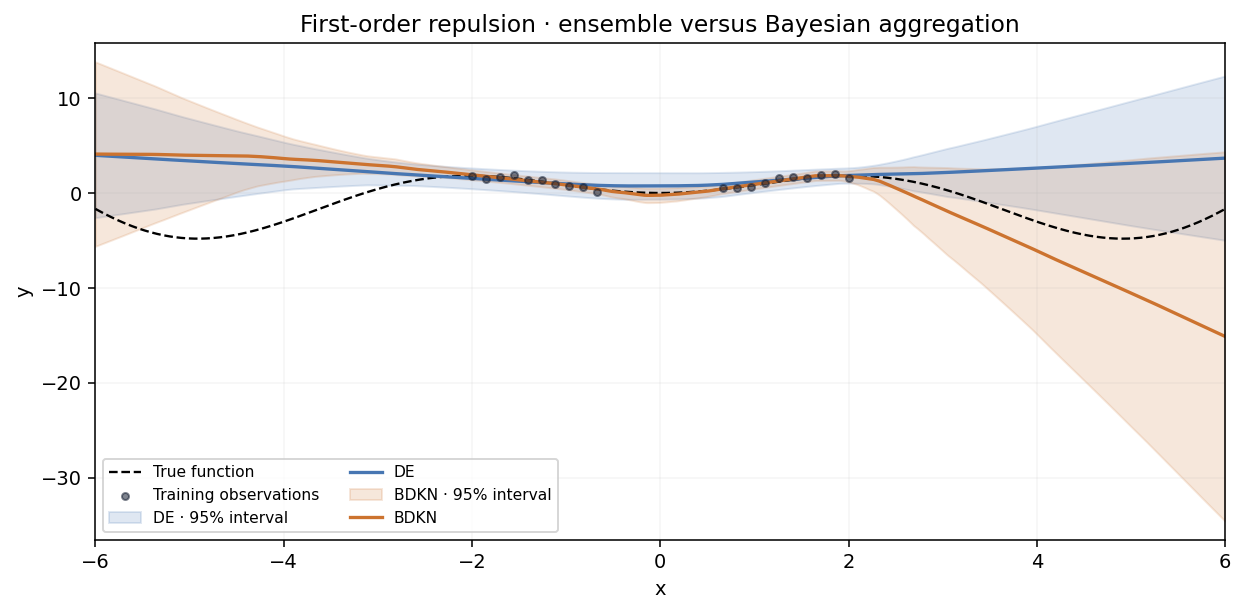 First-order repulsion · ensemble versus Bayesian aggregation
y
10
0
−10
−20
−30
True function
Training observations
DE · 95% interval
DE
BDKN · 95% interval
BDKN
−6
−4
−2
0
2
4
6
x